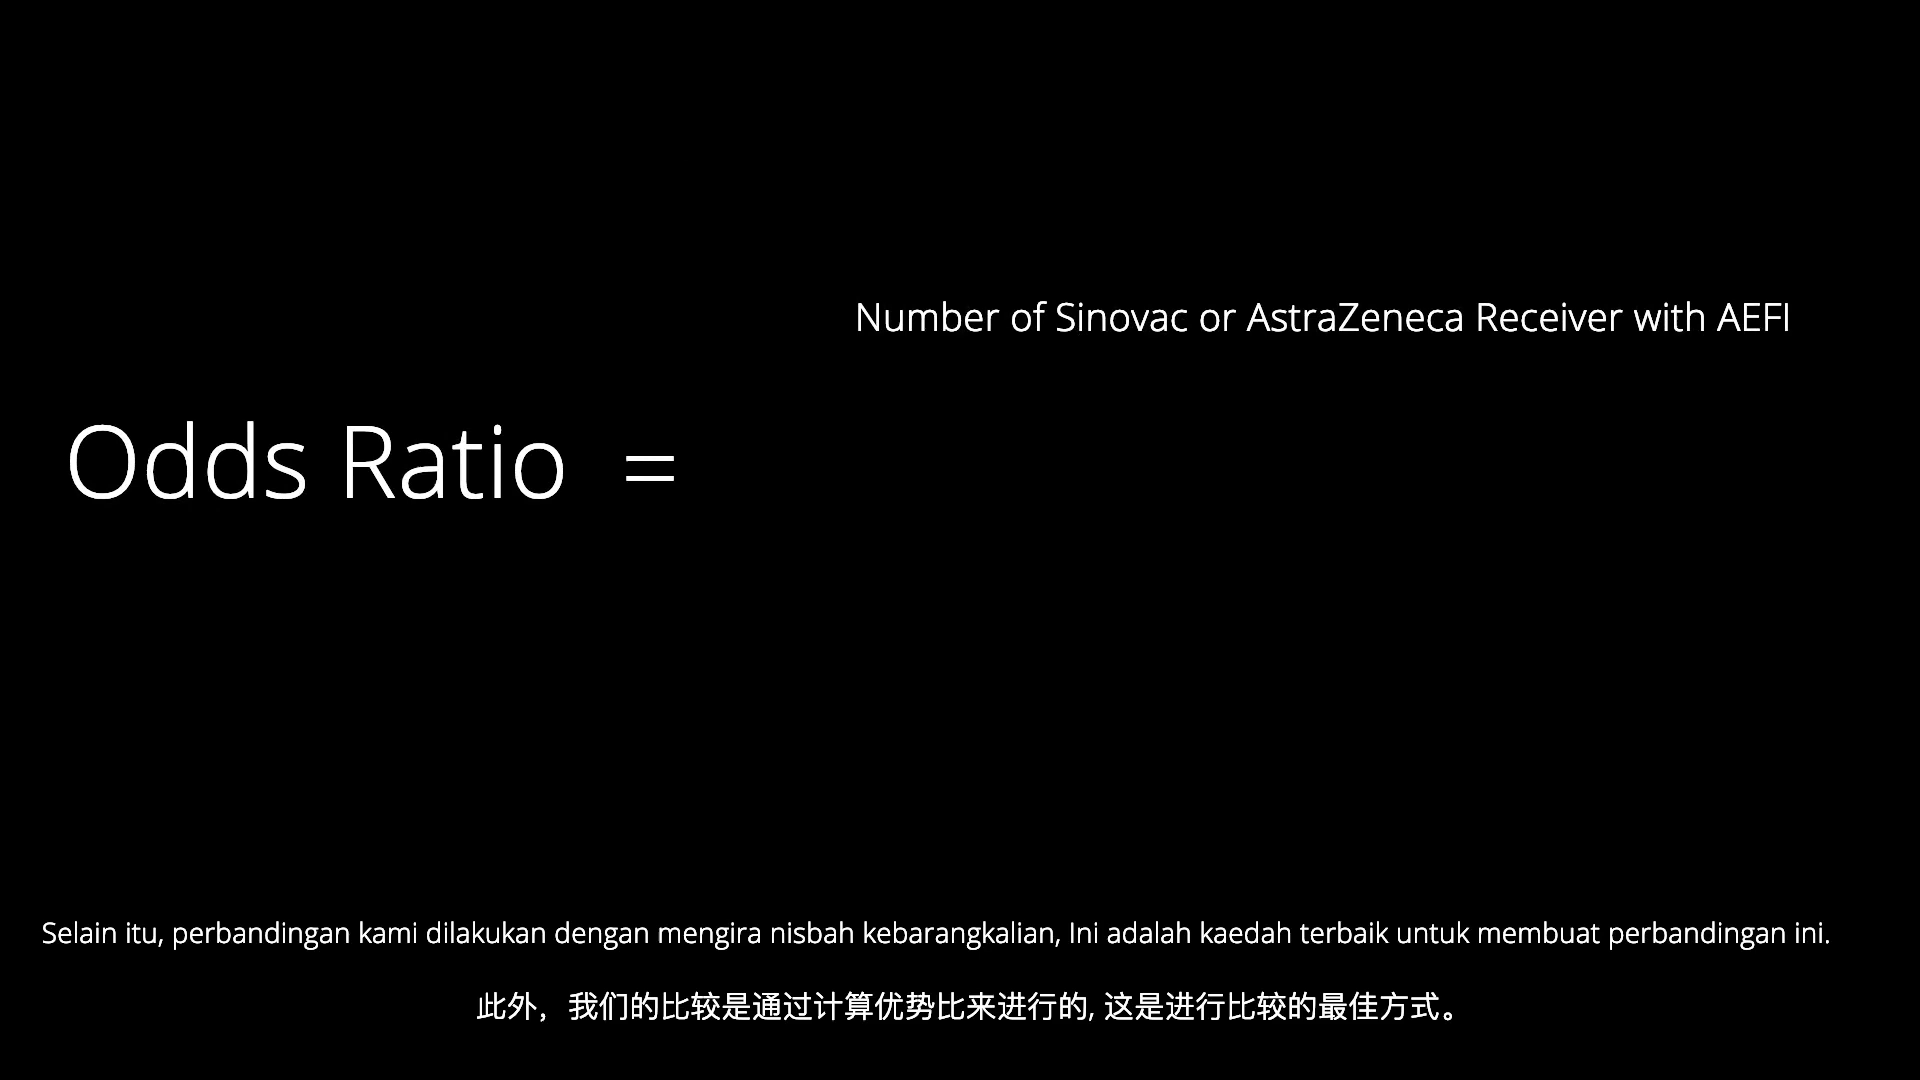 Number of Sinovac or AstraZeneca Receiver with AEFI
Odds Ratio =
Selain itu, perbandingan kami dilakukan dengan mengira nisbah kebarangkalian, Ini adalah kaedah terbaik untuk membuat perbandingan ini.
此外，我们的比较是通过计算优势比来进行的, 这是进行比较的最佳方式。